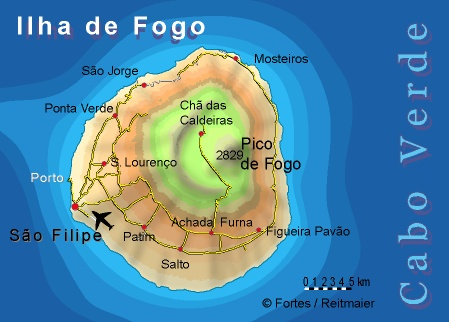 Ilha de Fogo
Mosteiros
São Jorge
Ponta Verde
Chã das
Caldeiras
Pico
2829
de Fogo
S. Lourenço
Porto
São Filipe
Achada Furna
Patim
Figueira Pavão
Salto
0 1 2 3 4 5 km
© Fortes / Reitmaier
Cabo Verde